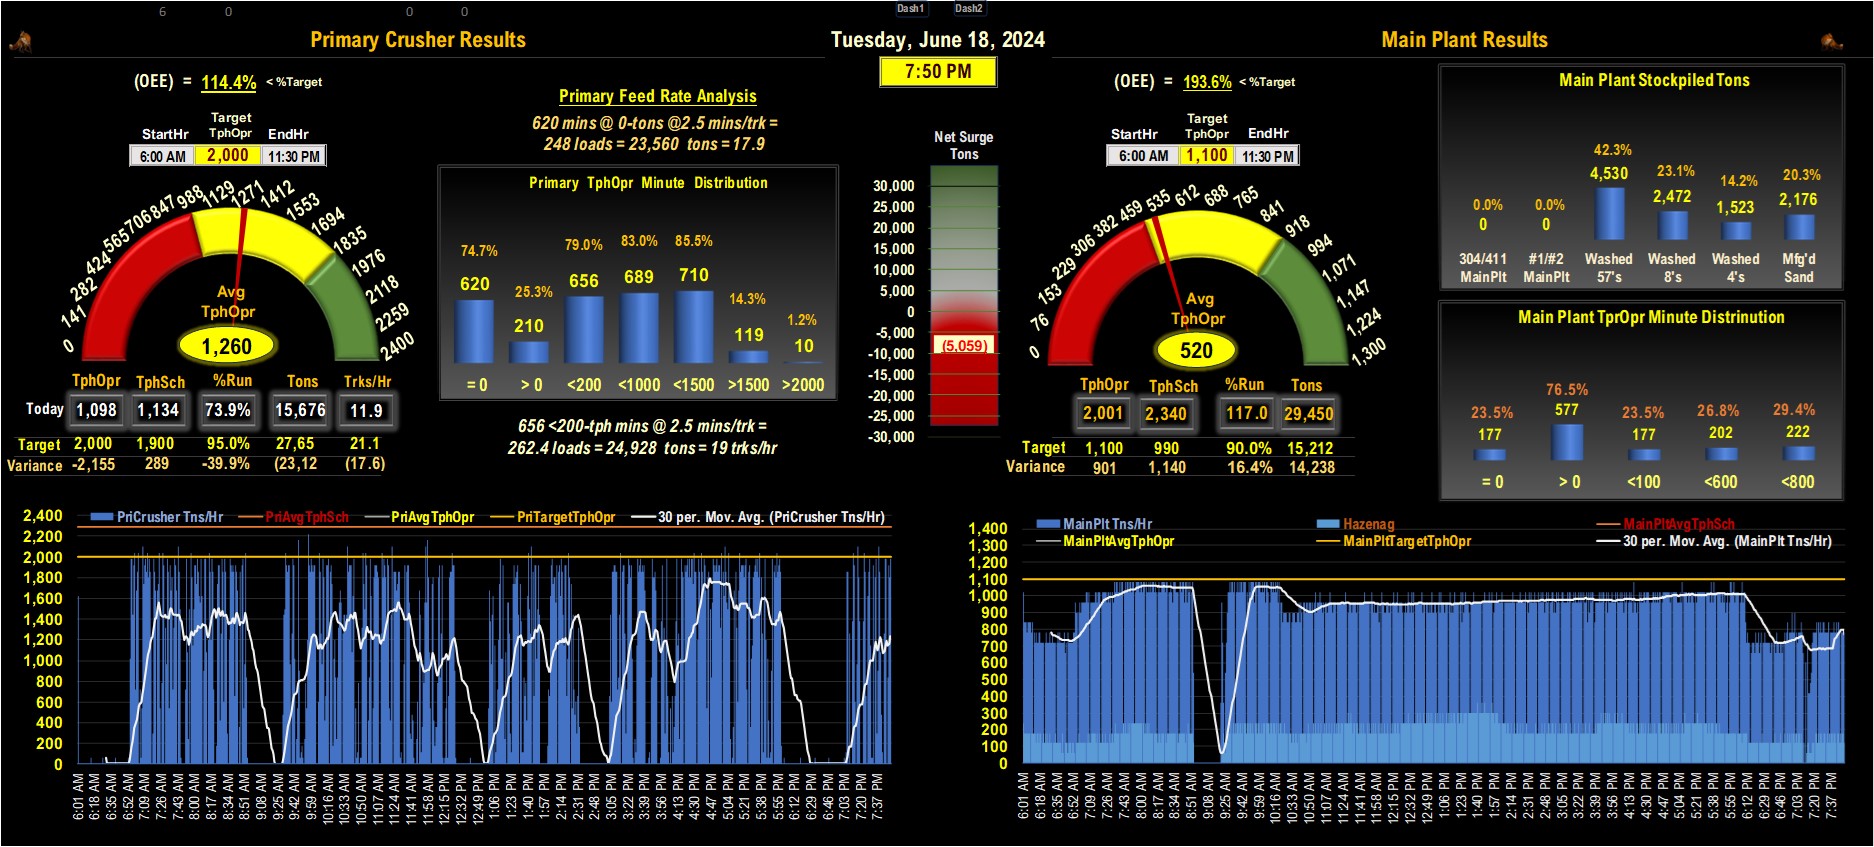 6 0 0 0
Dash1 Dash2
Primary Crusher Results
Tuesday, June 18, 2024
Main Plant Results
7:50 PM
(OEE) = 114.4% < %Target
Target
StartHr TphOpr EndHr
6:00 AM 2,000 11:30 PM
0
141
282
424
565
706
847
988
1129
1271
1412
1553
1694
1835
1976
2118
2259
2400
Avg
TphOpr
1,260
TphOpr TphSch %Run Tons Trks/Hr
Today 1,098 1,134 73.9% 15,676 11.9
Target 2,000 1,900 95.0% 27,65 21.1
Variance -2,155 289 -39.9% (23,12 (17.6)
Primary Feed Rate Analysis
620 mins @ 0-tons @2.5 mins/trk =
248 loads = 23,560 tons = 17.9
Primary TphOpr Minute Distribution
74.7% 25.3% 79.0% 83.0% 85.5% 14.3% 1.2%
620 210 656 689 710 119 10
= 0 > 0 <200 <1000 <1500 >1500 >2000
656 <200-tph mins @ 2.5 mins/trk =
262.4 loads = 24,928 tons = 19 trks/hr
Net Surge
Tons
30,000
25,000
20,000
15,000
10,000
5,000
0
-5,000
(5,059)
-10,000
-15,000
-20,000
-25,000
-30,000
(OEE) = 193.6% < %Target
Target
StartHr TphOpr EndHr
6:00 AM 1,100 11:30 PM
0
76
153
229
306
382
459
535
612
688
765
841
918
994
1,071
1,147
1,224
1,300
Avg
TphOpr
520
TphOpr TphSch %Run Tons
2,001 2,340 117.0 29,450
Target 1,100 990 90.0% 15,212
Variance 901 1,140 16.4% 14,238
Main Plant Stockpiled Tons
0.0% 0.0% 42.3% 23.1% 14.2% 20.3%
0 0 4,530 2,472 1,523 2,176
304/411 #1/#2 Washed Washed Washed Mfg'd
MainPlt MainPlt 57's 8's 4's Sand
Main Plant TprOpr Minute Distrinution
23.5% 76.5% 23.5% 26.8% 29.4%
177 577 177 202 222
= 0 > 0 <100 <600 <800
PriCrusher Tns/Hr PriAvgTphSch PriAvgTphOpr PriTargetTphOpr 30 per. Mov. Avg. (PriCrusher Tns/Hr)
2,400
2,200
2,000
1,800
1,600
1,400
1,200
1,000
800
600
400
200
0
6:01 AM 6:18 AM 6:35 AM 6:52 AM 7:09 AM 7:26 AM 7:43 AM 8:00 AM 8:17 AM 8:34 AM 8:51 AM 9:08 AM 9:25 AM 9:42 AM 9:59 AM 10:16 AM 10:33 AM 10:50 AM 11:07 AM 11:24 AM 11:41 AM 11:58 AM 12:15 PM 12:32 PM 12:49 PM 1:06 PM 1:23 PM 1:40 PM 1:57 PM 2:14 PM 2:31 PM 2:48 PM 3:05 PM 3:22 PM 3:39 PM 3:56 PM 4:13 PM 4:30 PM 4:47 PM 5:04 PM 5:21 PM 5:38 PM 5:55 PM 6:12 PM 6:29 PM 6:46 PM 7:03 PM 7:20 PM 7:37 PM
MainPlt Tns/Hr Hazenag MainPltAvgTphSch
MainPltAvgTphOpr MainPltTargetTphOpr 30 per. Mov. Avg. (MainPlt Tns/Hr)
1,400
1,300
1,200
1,100
1,000
900
800
700
600
500
400
300
200
100
0
6:01 AM 6:18 AM 6:35 AM 6:52 AM 7:09 AM 7:26 AM 7:43 AM 8:00 AM 8:17 AM 8:34 AM 8:51 AM 9:08 AM 9:25 AM 9:42 AM 9:59 AM 10:16 AM 10:33 AM 10:50 AM 11:07 AM 11:24 AM 11:41 AM 11:58 AM 12:15 PM 12:32 PM 12:49 PM 1:06 PM 1:23 PM 1:40 PM 1:57 PM 2:14 PM 2:31 PM 2:48 PM 3:05 PM 3:22 PM 3:39 PM 3:56 PM 4:13 PM 4:30 PM 4:47 PM 5:04 PM 5:21 PM 5:38 PM 5:55 PM 6:12 PM 6:29 PM 6:46 PM 7:03 PM 7:20 PM 7:37 PM